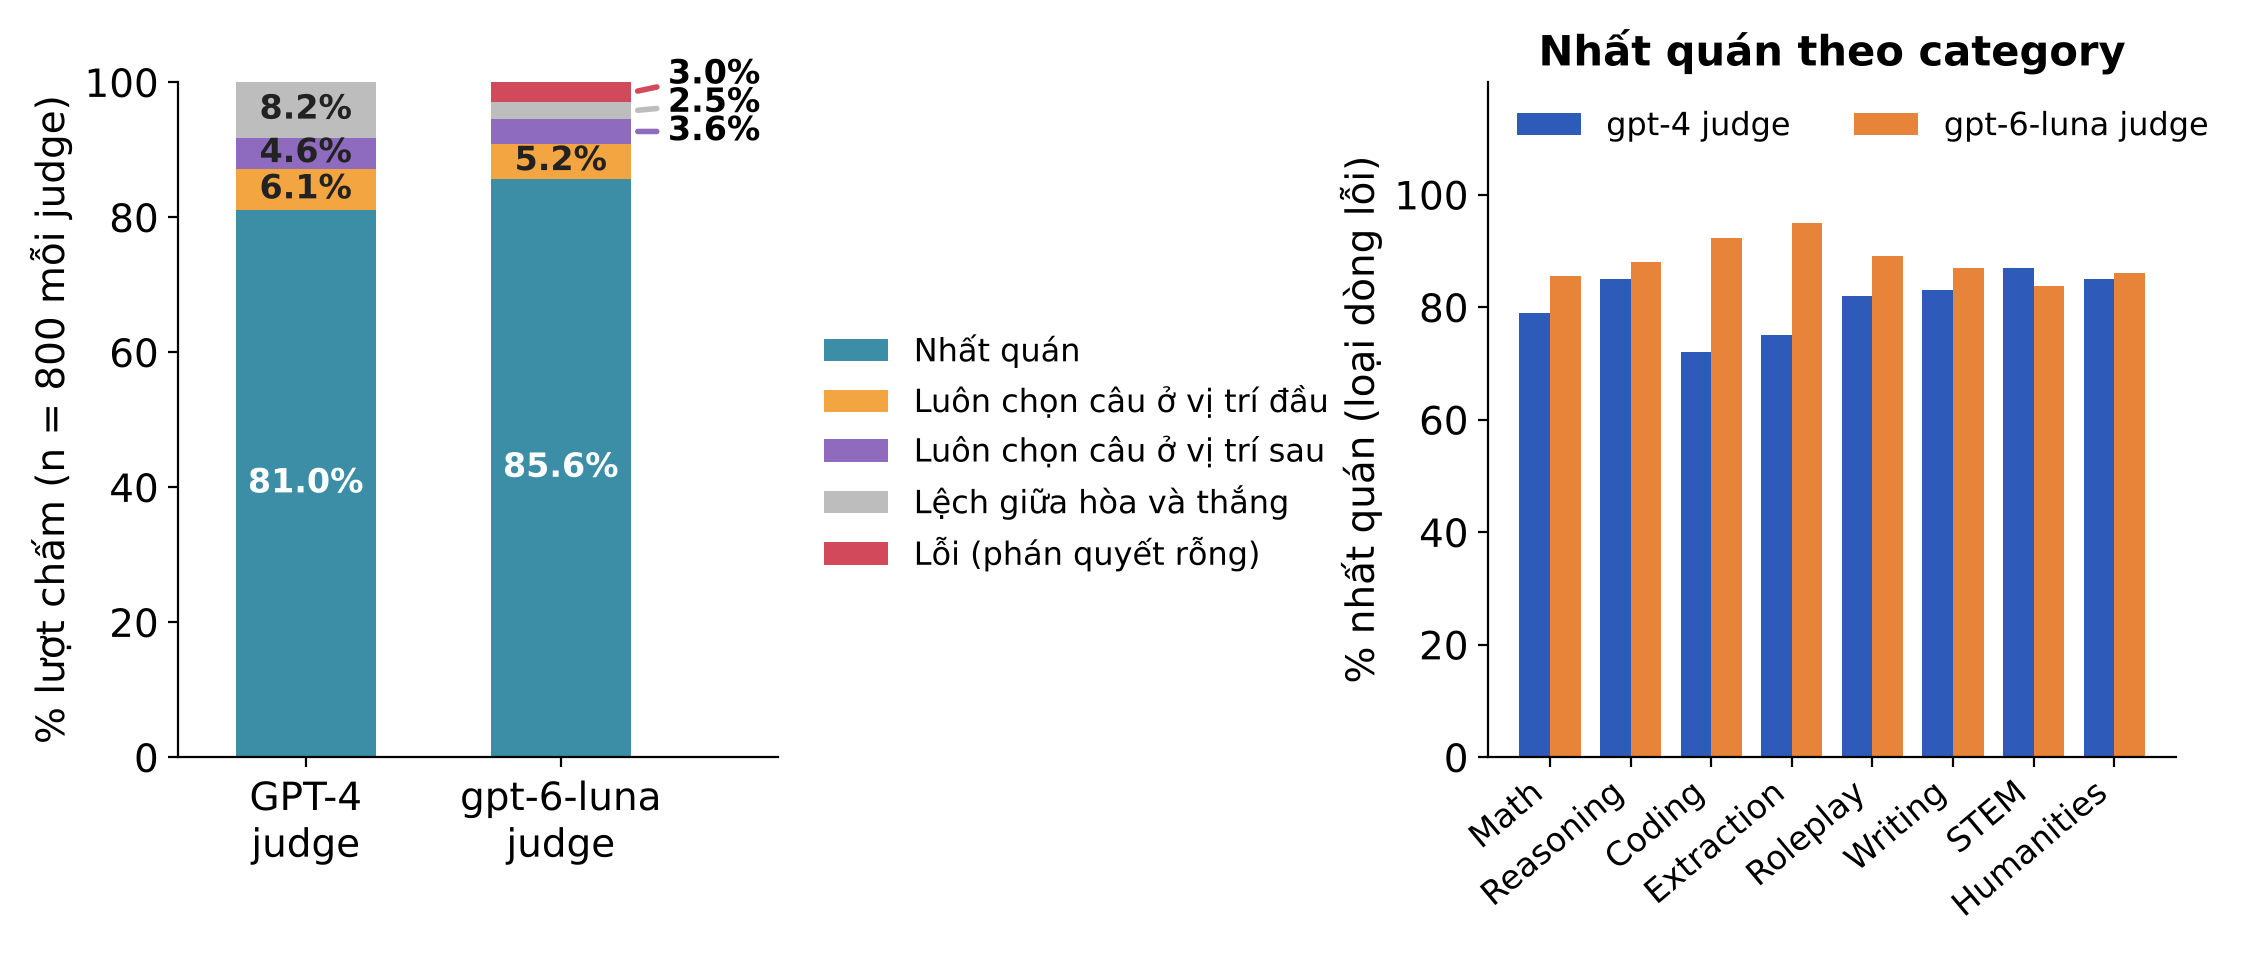 % lượt chấm (n = 800 mỗi judge)
100
80
60
40
20
0
8.2%
4.6%
6.1%
81.0%
3.0%
2.5%
3.6%
5.2%
85.6%
GPT-4
judge
gpt-6-luna
judge
Nhất quán
Luôn chọn câu ở vị trí đầu
Luôn chọn câu ở vị trí sau
Lệch giữa hòa và thắng
Lỗi (phán quyết rỗng)
Nhất quán theo category
gpt-4 judge
gpt-6-luna judge
% nhất quán (loại dòng lỗi)
100
80
60
40
20
0
Math
Reasoning
Coding
Extraction
Roleplay
Writing
STEM
Humanities